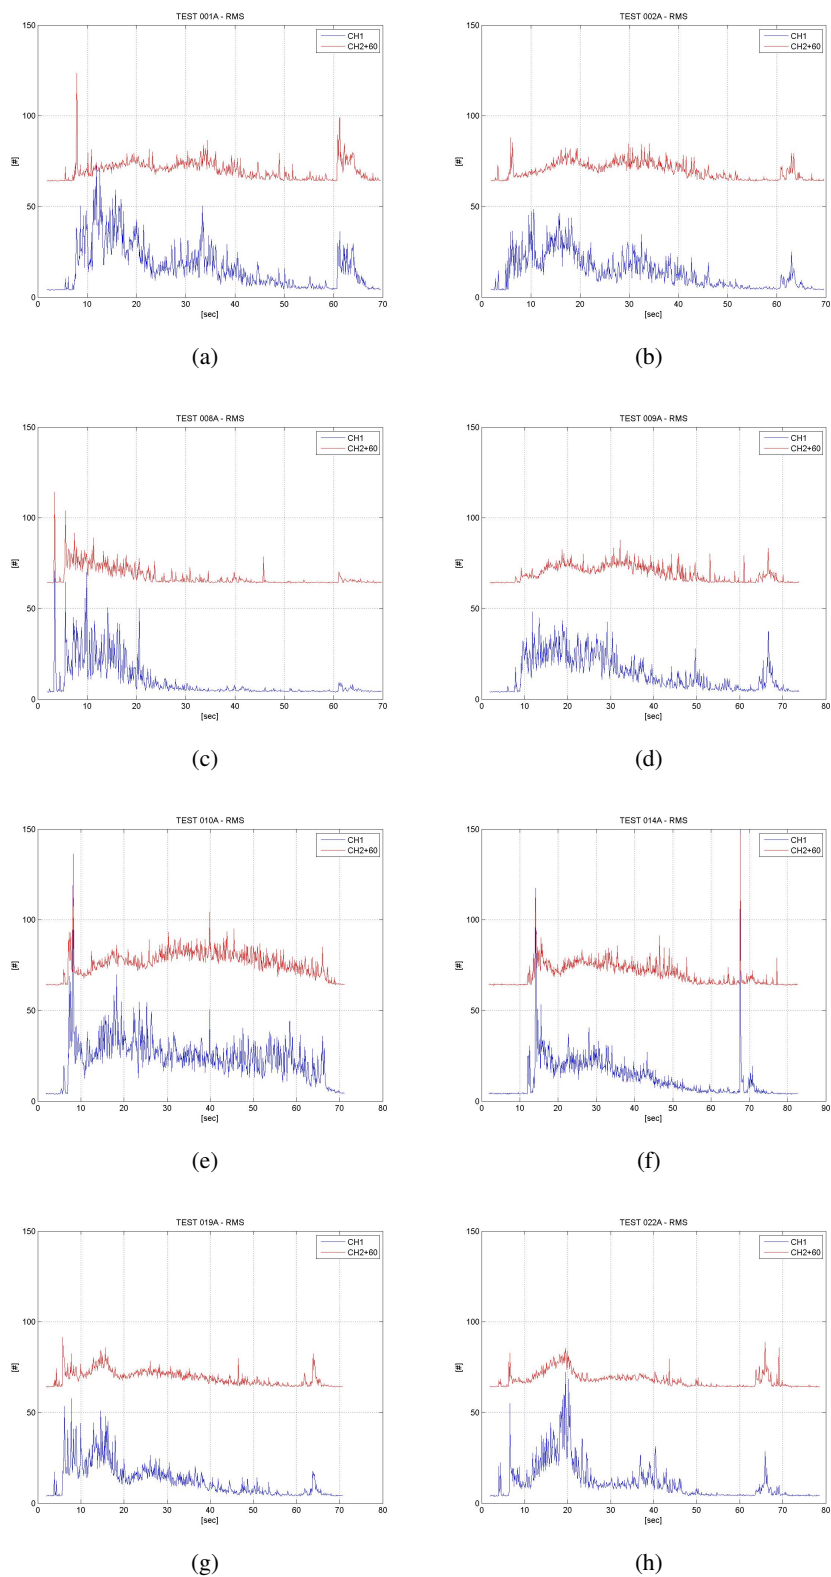 TEST 001A - RMS
150
CH1
CH2+60
100
[#]
50
0
0 10 20 30 40 50 60 70
[sec]
(a)
TEST 002A - RMS
150
CH1
CH2+60
100
[#]
50
0
0 10 20 30 40 50 60 70
[sec]
(b)
TEST 008A - RMS
150
CH1
CH2+60
100
[#]
50
0
0 10 20 30 40 50 60 70
[sec]
(c)
TEST 009A - RMS
150
CH1
CH2+60
100
[#]
50
0
0 10 20 30 40 50 60 70 80
[sec]
(d)
TEST 010A - RMS
150
CH1
CH2+60
100
[#]
50
0
0 10 20 30 40 50 60 70 80
[sec]
(e)
TEST 014A - RMS
150
CH1
CH2+60
100
[#]
50
0
0 10 20 30 40 50 60 70 80 90
[sec]
(f)
TEST 019A - RMS
150
CH1
CH2+60
100
[#]
50
0
0 10 20 30 40 50 60 70 80
[sec]
(g)
TEST 022A - RMS
150
CH1
CH2+60
100
[#]
50
0
0 10 20 30 40 50 60 70 80
[sec]
(h)